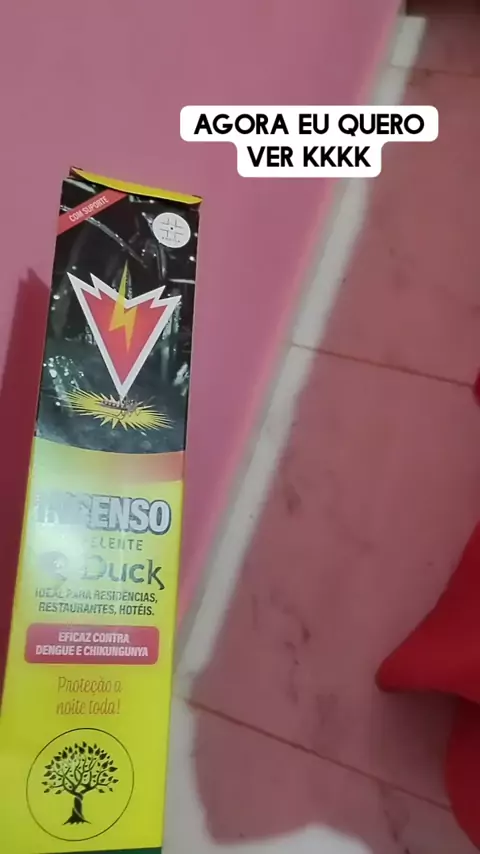 AGORA EU QUERO
VER KKKK
COM SUPORTE
INCENSO
REPELENTE
Duck
IDEAL PARA RESIDÊNCIAS,
RESTAURANTES, HOTÉIS.
EFICAZ CONTRA
DENGUE E CHIKUNGUNYA
Proteção a
noite toda!